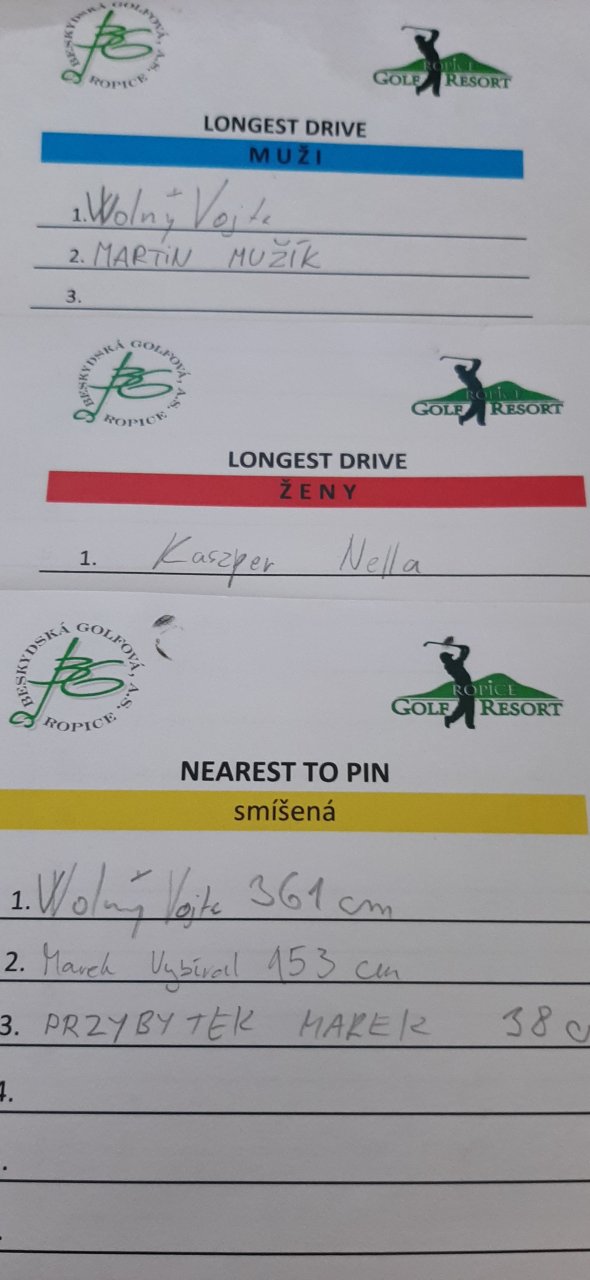 BESKYDSKÁ GOLFOVÁ, A.S.
ROPICE
ROPICE
GOLF RESORT
LONGEST DRIVE
MUŽI
1. Wolný Vojta
2. MARTIN MUŽÍK
3.
BESKYDSKÁ GOLFOVÁ, A.S.
ROPICE
ROPICE
GOLF RESORT
LONGEST DRIVE
ŽENY
1. Kaszper Nella
BESKYDSKÁ GOLFOVÁ, A.S.
ROPICE
ROPICE
GOLF RESORT
NEAREST TO PIN
smíšená
1. Wolný Vojta 361 cm
2. Marek Vybíral 153 cm
3. PRZYBYTEK MAREK 38 c
4.
.
.